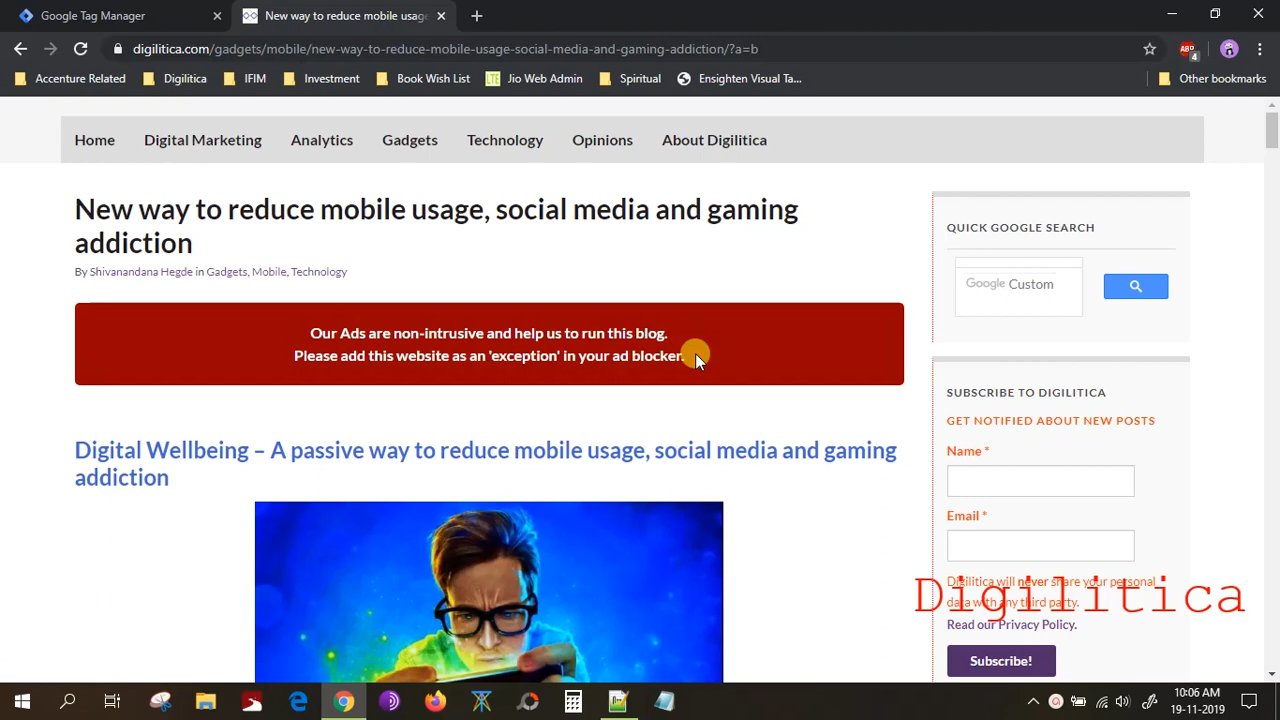 Google Tag Manager
New way to reduce mobile usage,
digilitica.com/gadgets/mobile/new-way-to-reduce-mobile-usage-social-media-and-gaming-addiction/?a=b
ABP
4
Accenture Related
Digilitica
IFIM
Investment
Book Wish List
LTE
Jio Web Admin
Spiritual
Ensighten Visual Ta...
Other bookmarks
Home
Digital Marketing
Analytics
Gadgets
Technology
Opinions
About Digilitica
New way to reduce mobile usage, social media and gaming
addiction
By Shivanandana Hegde in Gadgets, Mobile, Technology
Our Ads are non-intrusive and help us to run this blog.
Please add this website as an 'exception' in your ad blocker.
Digital Wellbeing – A passive way to reduce mobile usage, social media and gaming
addiction
QUICK GOOGLE SEARCH
Google Custom
SUBSCRIBE TO DIGILITICA
GET NOTIFIED ABOUT NEW POSTS
Name *
Email *
Digilitica will never share your personal
data with any third party.
Read our Privacy Policy.
Subscribe!
Digilitica
10:06 AM
19-11-2019